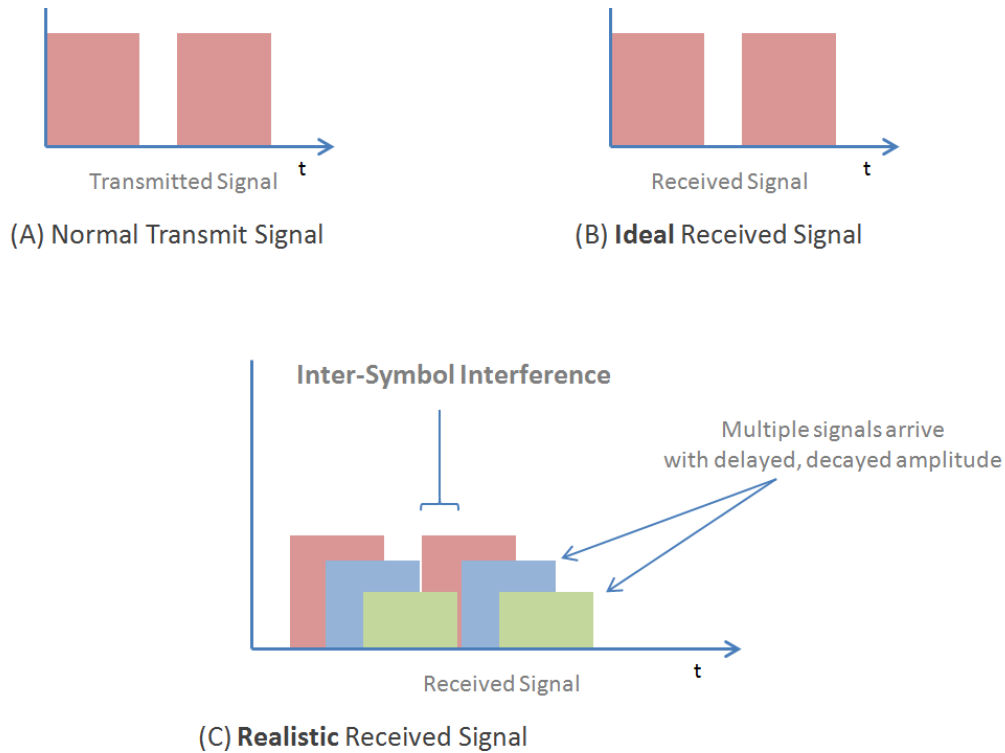 t
Transmitted Signal
(A) Normal Transmit Signal
t
Received Signal
(B) Ideal Received Signal
Inter-Symbol Interference
Multiple signals arrive
with delayed, decayed amplitude
t
Received Signal
(C) Realistic Received Signal